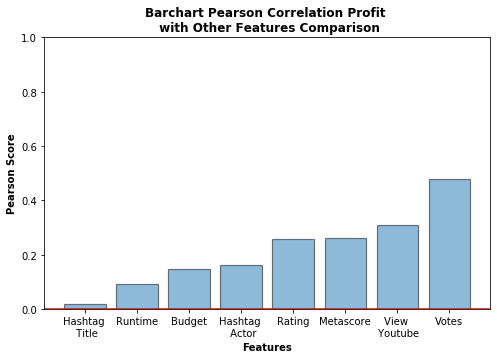 Barchart Pearson Correlation Profit
with Other Features Comparison
1.0
0.8
0.6
0.4
0.2
0.0
Pearson Score
Hashtag
Title
Runtime
Budget
Hashtag
Actor
Rating
Metascore
View
Youtube
Votes
Features